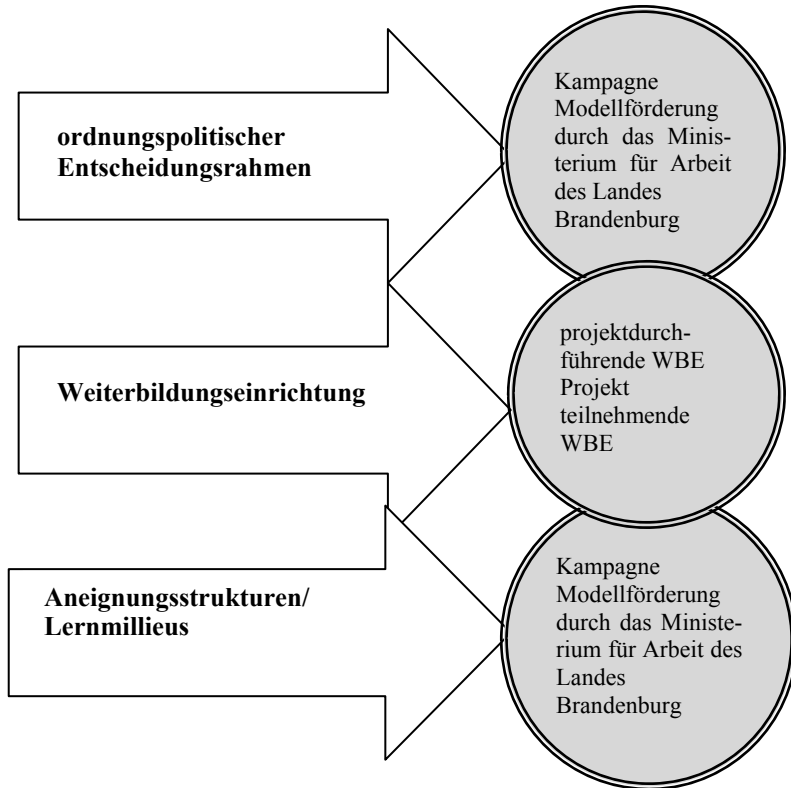 ordnungspolitischer
Entscheidungsrahmen
Kampagne
Modellförderung
durch das Minis-
terium für Arbeit
des Landes
Brandenburg
Weiterbildungseinrichtung
projektdurch-
führende WBE
Projekt
teilnehmende
WBE
Aneignungsstrukturen/
Lernmillieus
Kampagne
Modellförderung
durch das Ministe-
rium für Arbeit des
Landes
Brandenburg